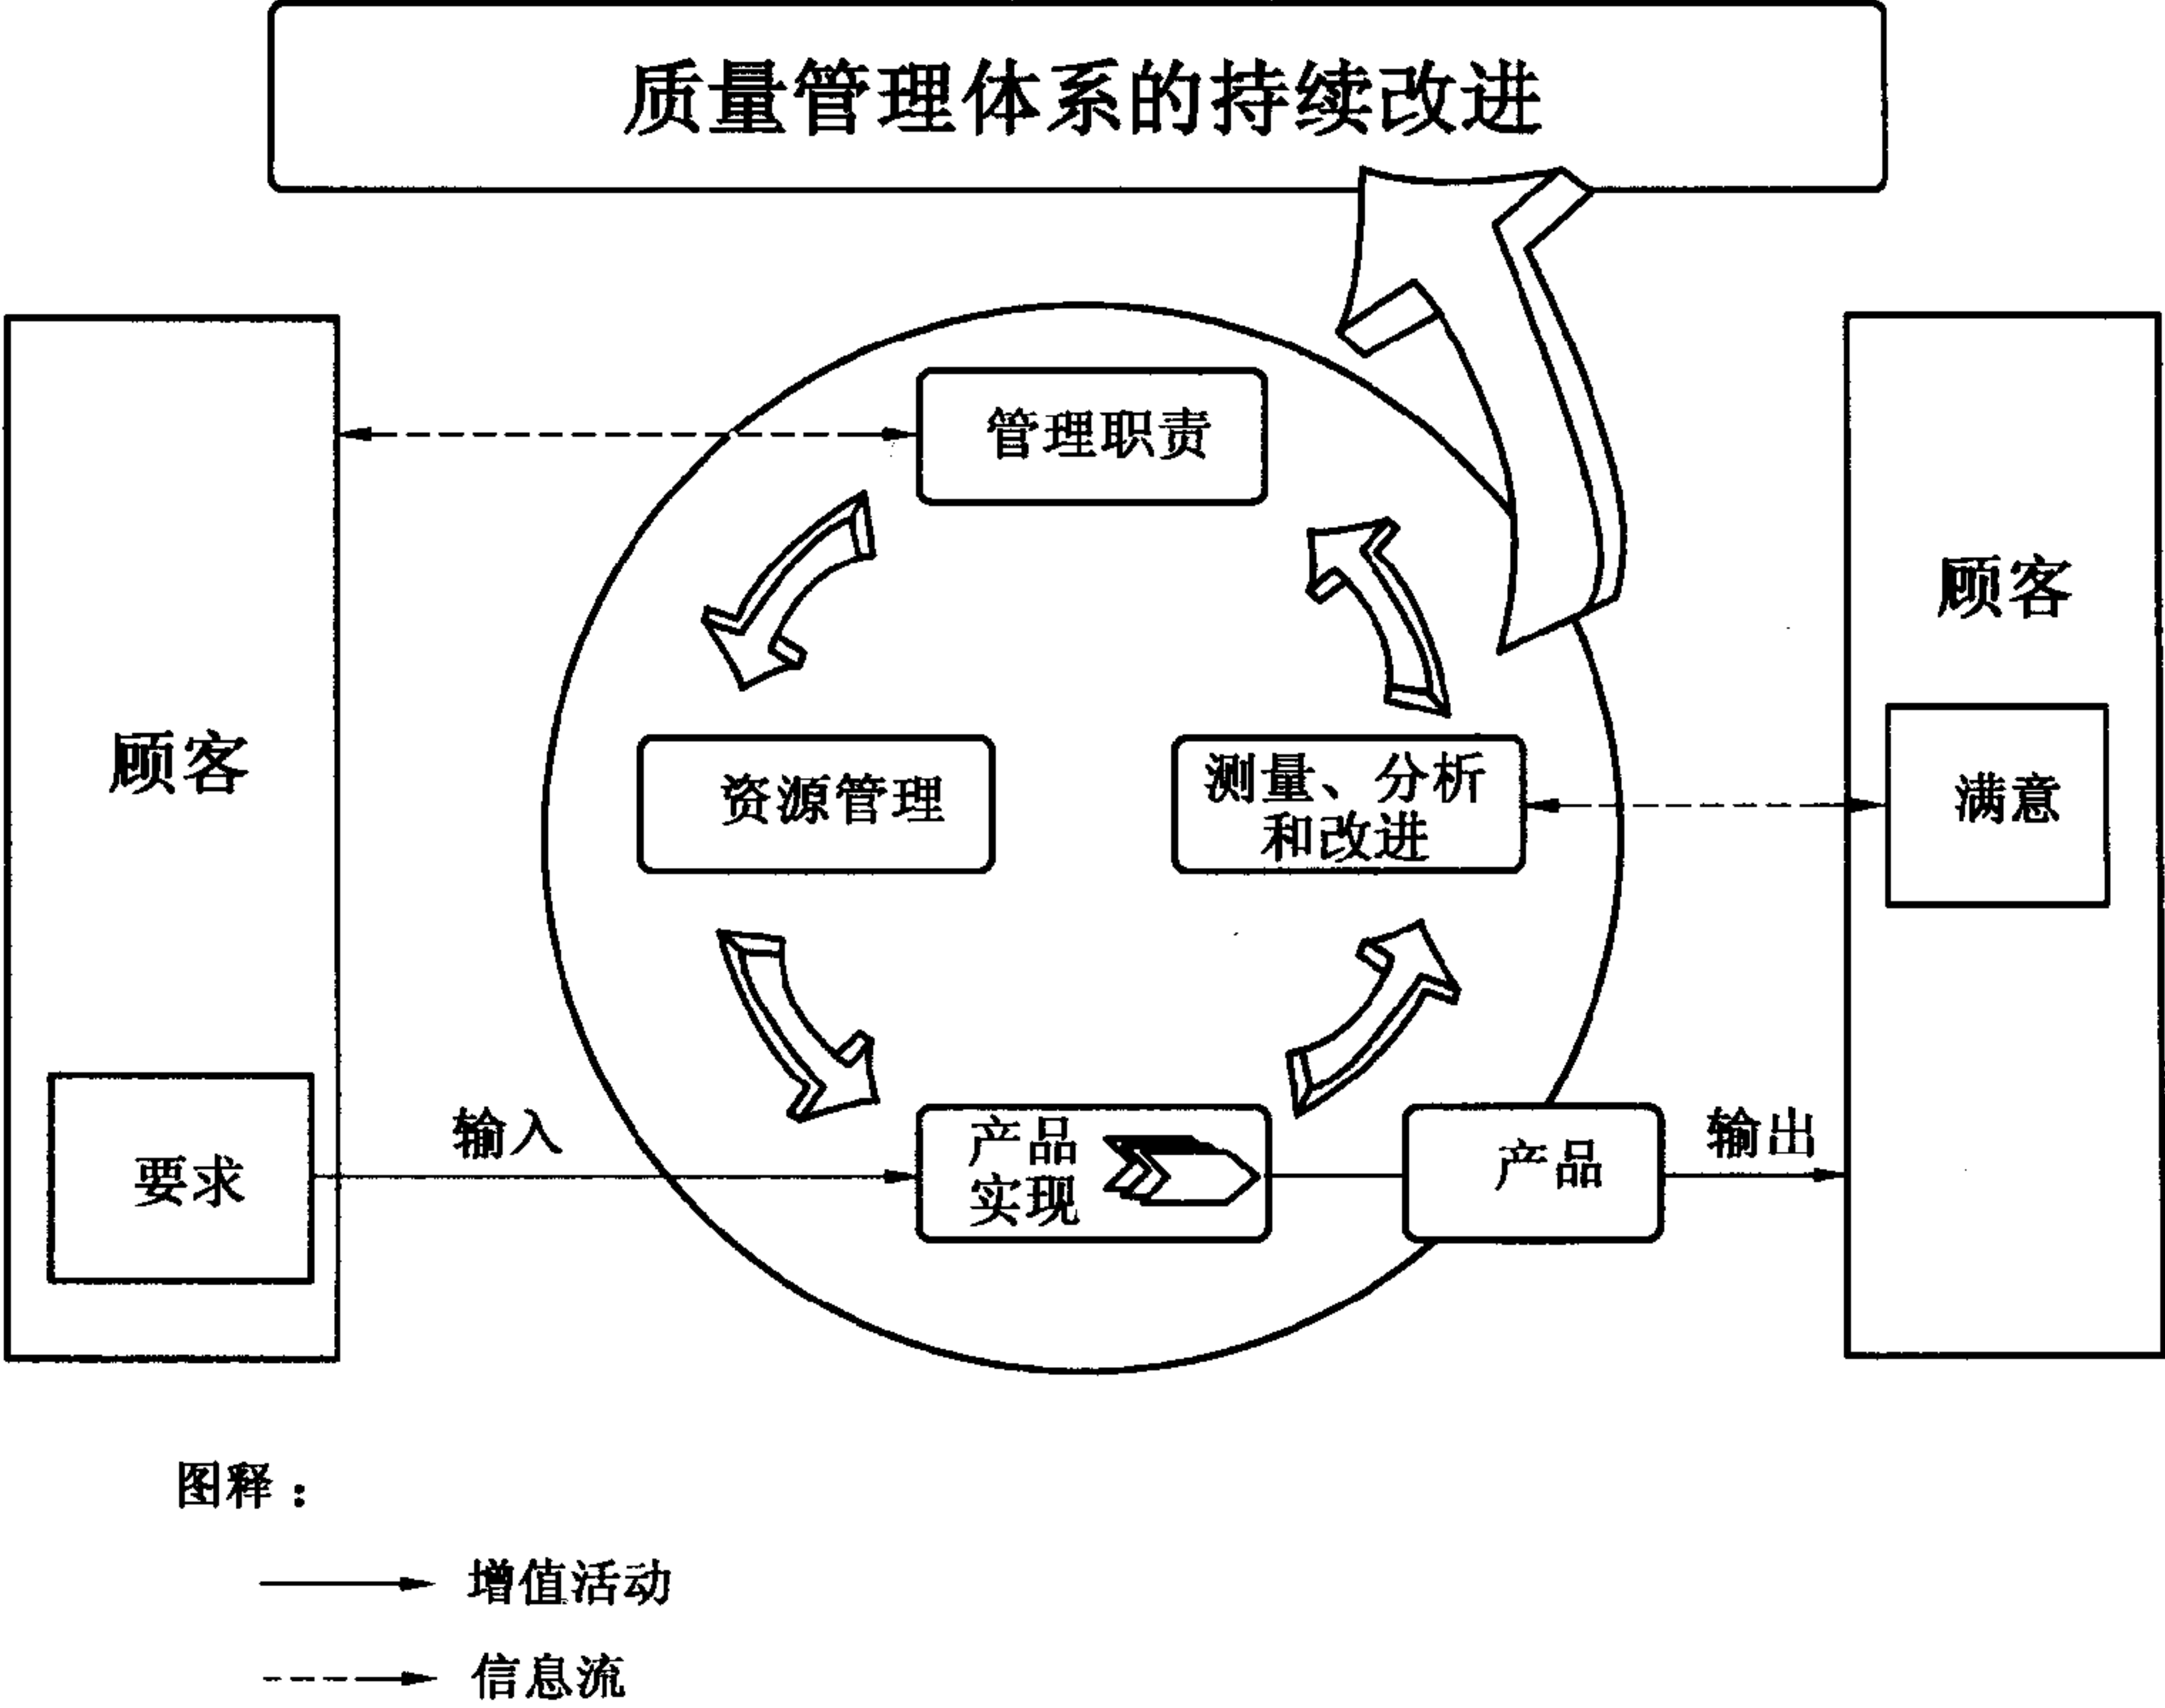 质量管理体系的持续改进
管理职责
顾客
顾客
资源管理
测量、分析
和改进
满意
输入
产品
实现
产品
输出
要求
图释：
增值活动
信息流